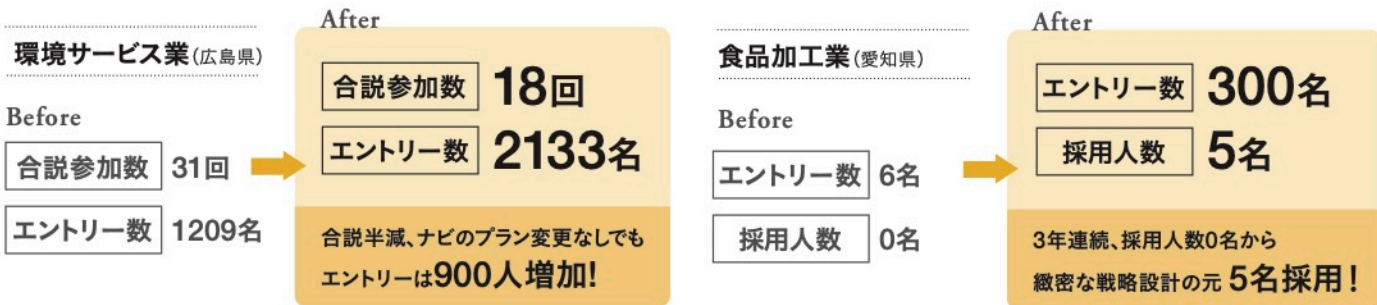 環境サービス業(広島県)
Before
合説参加数 31回
エントリー数 1209名
After
合説参加数 18回
エントリー数 2133名
合説半減、ナビのプラン変更なしでも
エントリーは900人増加!
食品加工業(愛知県)
Before
エントリー数 6名
採用人数 0名
After
エントリー数 300名
採用人数 5名
3年連続、採用人数0名から
緻密な戦略設計の元 5名採用!